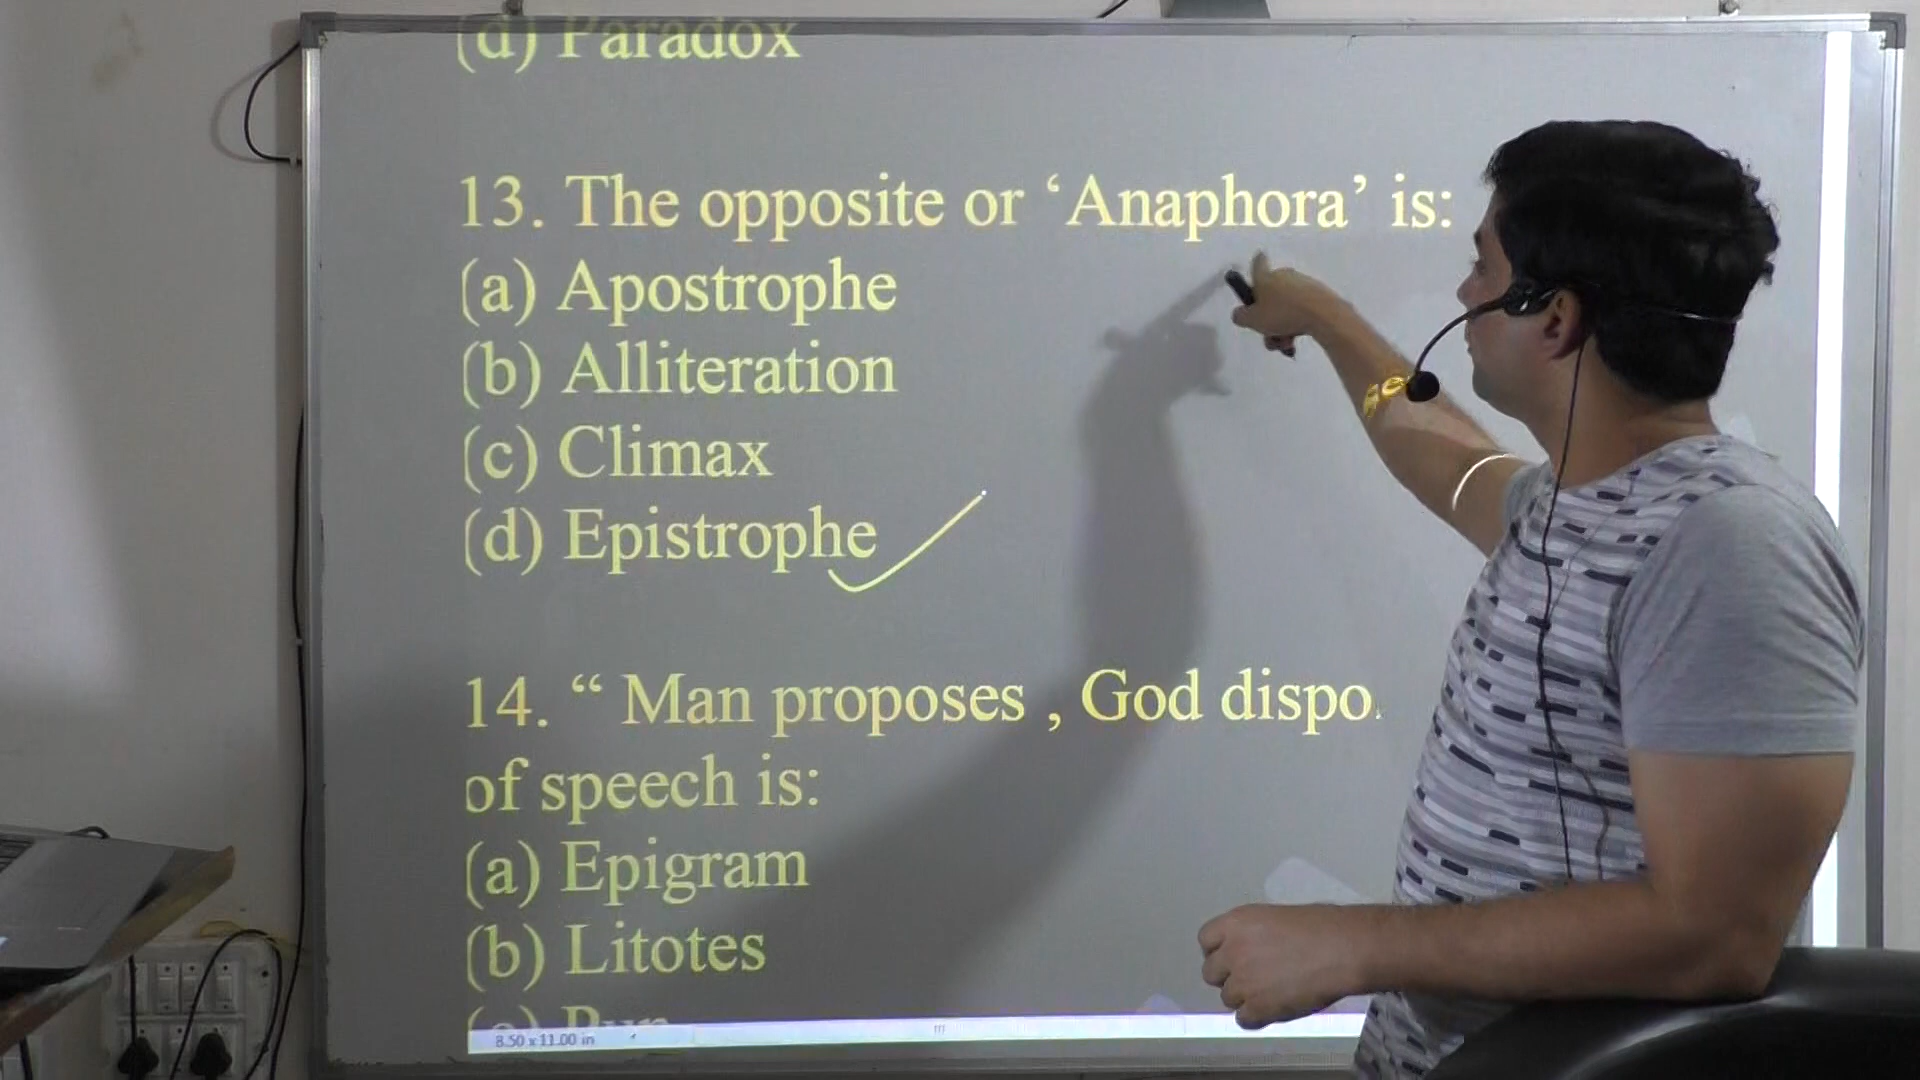 (d) Paradox
13. The opposite or ‘Anaphora’ is:
(a) Apostrophe
(b) Alliteration
(c) Climax
(d) Epistrophe
14. “ Man proposes , God dispo
of speech is:
(a) Epigram
(b) Litotes
(c) Pun
8.50 x 11.00 in